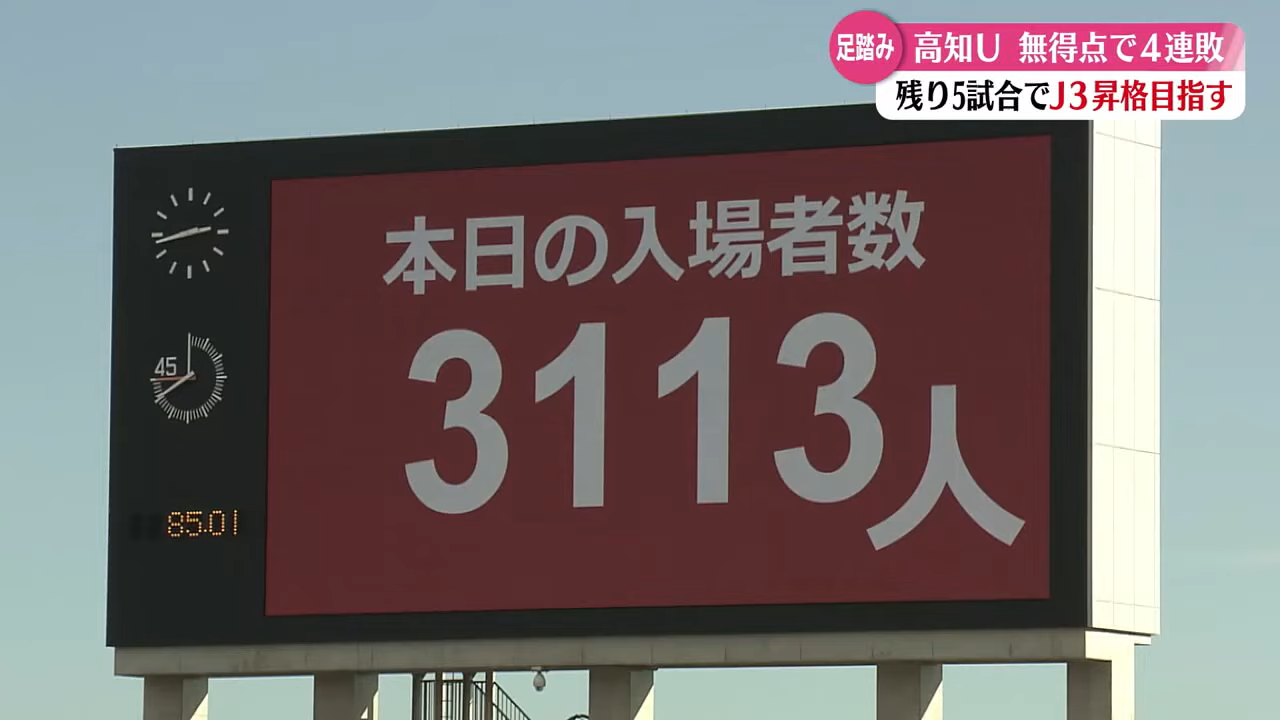 足踏み
高知U 無得点で4連敗
残り5試合でJ3昇格目指す
本日の入場者数
3113人
45
85.01